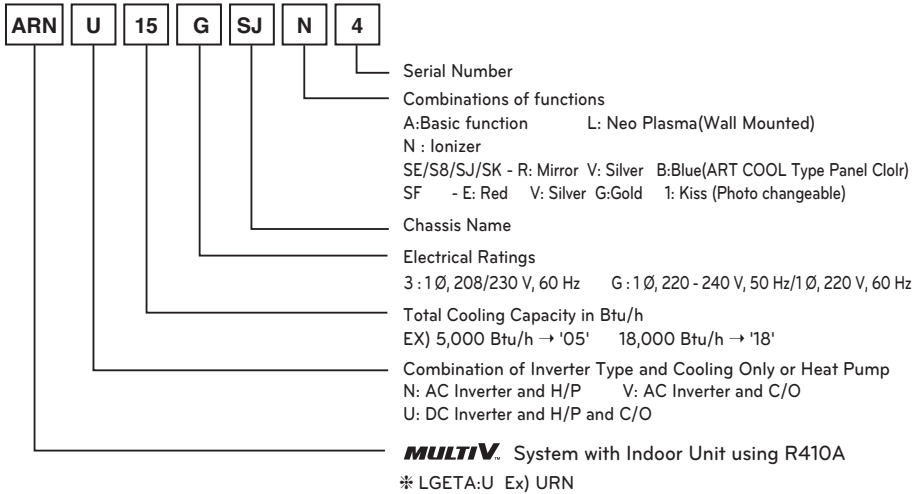 ARN U 15 G SJ N 4
Serial Number
Combinations of functions
A:Basic function L: Neo Plasma(Wall Mounted)
N : Ionizer
SE/S8/SJ/SK - R: Mirror V: Silver B:Blue(ART COOL Type Panel Clolr)
SF - E: Red V: Silver G:Gold 1: Kiss (Photo changeable)
Chassis Name
Electrical Ratings
3 : 1 Ø, 208/230 V, 60 Hz G : 1 Ø, 220 - 240 V, 50 Hz/1 Ø, 220 V, 60 Hz
Total Cooling Capacity in Btu/h
EX) 5,000 Btu/h → '05' 18,000 Btu/h → '18'
Combination of Inverter Type and Cooling Only or Heat Pump
N: AC Inverter and H/P V: AC Inverter and C/O
U: DC Inverter and H/P and C/O
MULTI V™ System with Indoor Unit using R410A
❈ LGETA:U Ex) URN